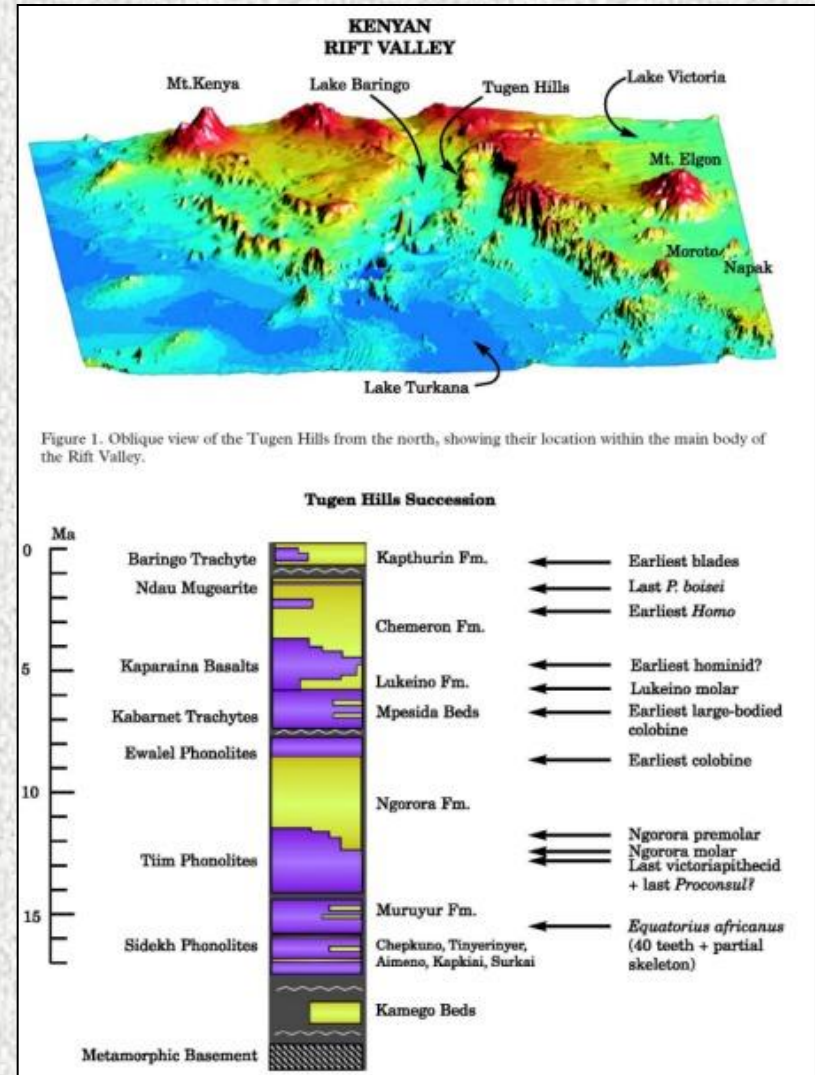 KENYAN
RIFT VALLEY
Mt.Kenya
Lake Baringo
Tugen Hills
Lake Victoria
Mt. Elgon
Moroto
Napak
Lake Turkana
Figure 1. Oblique view of the Tugen Hills from the north, showing their location within the main body of
the Rift Valley.
Tugen Hills Succession
Ma
0
5
10
15
Baringo Trachyte
Ndau Mugearite
Kaparaina Basalts
Kabarnet Trachytes
Ewalel Phonolites
Tiim Phonolites
Sidekh Phonolites
Metamorphic Basement
Kapthurin Fm.
Chemeron Fm.
Lukeino Fm.
Mpesida Beds
Ngorora Fm.
Muruyur Fm.
Chepkuno, Tinyerinyer,
Aimeno, Kapkiai, Surkai
Kamego Beds
Earliest blades
Last P. boisei
Earliest Homo
Earliest hominid?
Lukeino molar
Earliest large-bodied
colobine
Earliest colobine
Ngorora premolar
Ngorora molar
Last victoriapithecid
+ last Proconsul?
Equatorius africanus
(40 teeth + partial
skeleton)